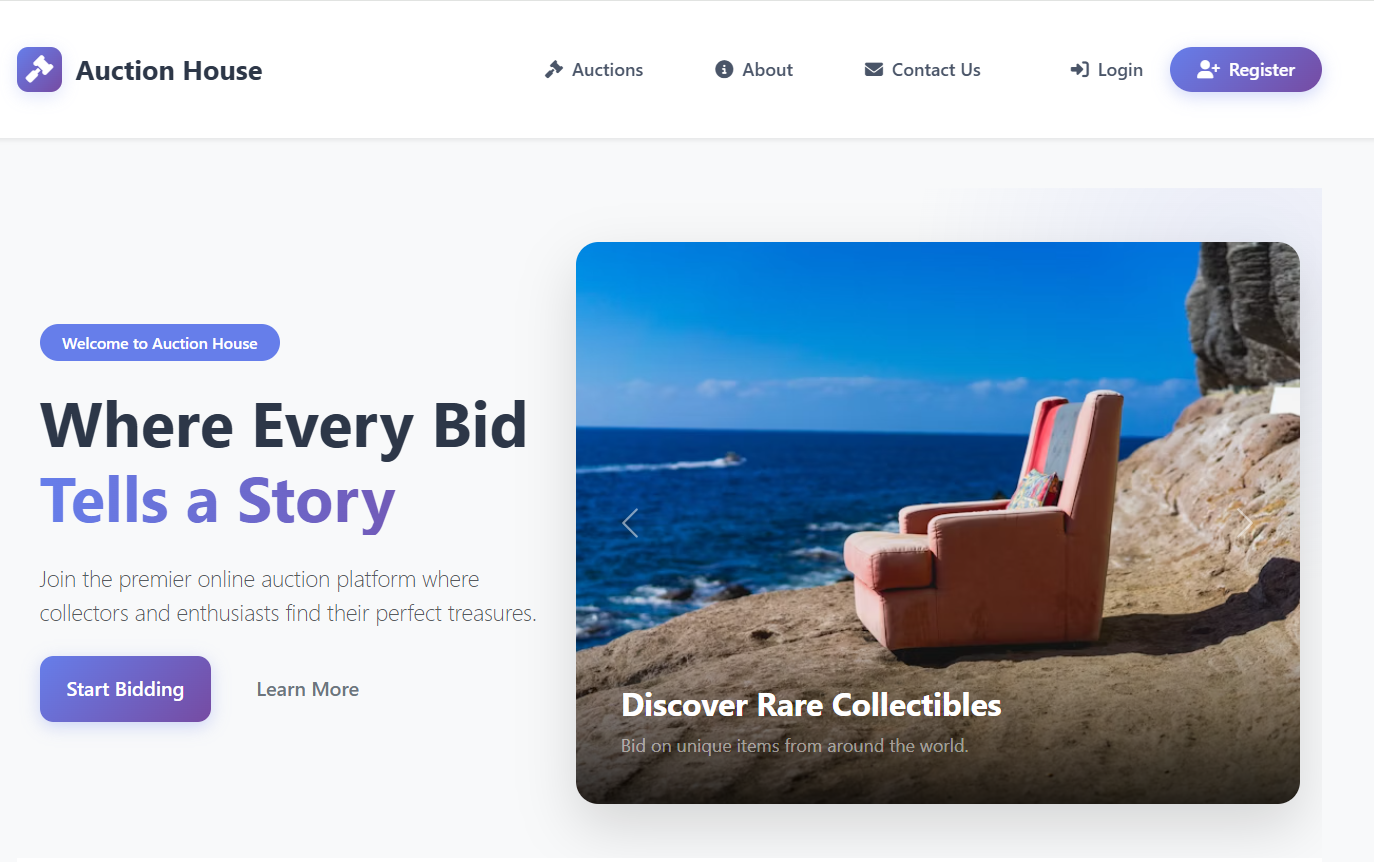 Auction House
Auctions
About
Contact Us
Login
Register
Welcome to Auction House
Where Every Bid
Tells a Story
Join the premier online auction platform where
collectors and enthusiasts find their perfect treasures.
Start Bidding
Learn More
Discover Rare Collectibles
Bid on unique items from around the world.